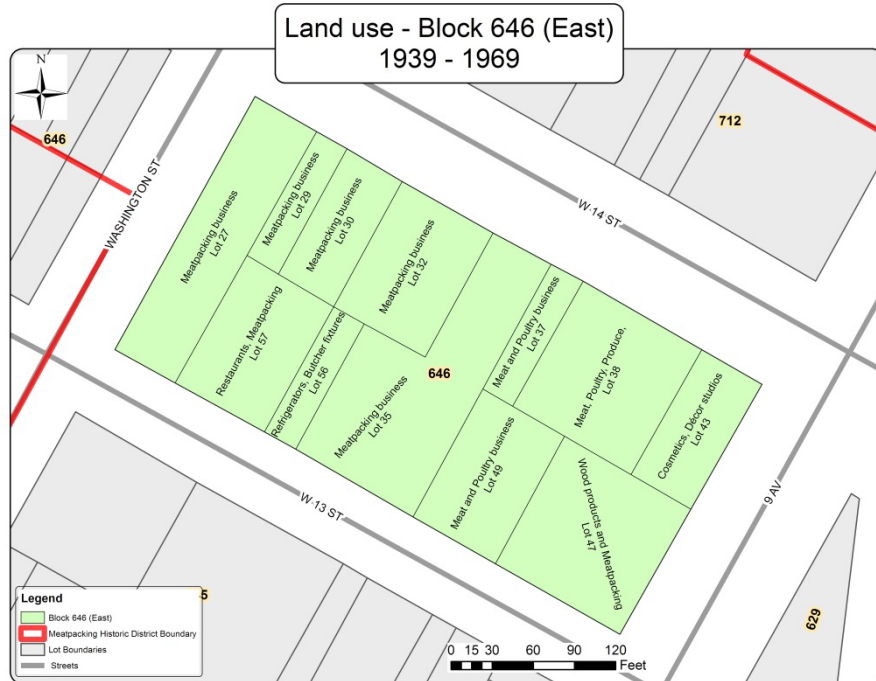 Land use - Block 646 (East)
1939 - 1969
N
646
712
WASHINGTON ST
W 14 ST
Meatpacking business
Lot 27
Meatpacking business
Lot 29
Meatpacking business
Lot 30
Meatpacking business
Lot 32
Meat and Poultry business
Lot 37
Meat, Poultry, Produce,
Lot 38
Cosmetics, Décor studios
Lot 43
Restaurants, Meatpacking
Lot 57
Refrigerators, Butcher fixtures
Lot 56
Meatpacking business
Lot 35
646
Meat and Poultry business
Lot 49
Wood products and Meatpacking
Lot 47
W 13 ST
9 AV
629
5
Legend
Block 646 (East)
Meatpacking Historic District Boundary
Lot Boundaries
Streets
0 15 30 60 90 120
Feet